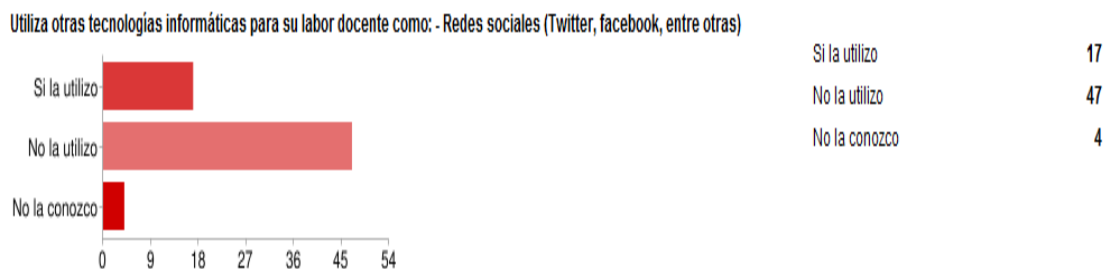 Utiliza otras tecnologías informáticas para su labor docente como: - Redes sociales (Twitter, facebook, entre otras)
Si la utilizo
No la utilizo
No la conozco
0 9 18 27 36 45 54
Si la utilizo 17
No la utilizo 47
No la conozco 4